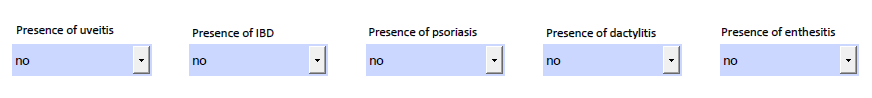 Presence of uveitis
Presence of IBD
Presence of psoriasis
Presence of dactylitis
Presence of enthesitis
no
no
no
no
no